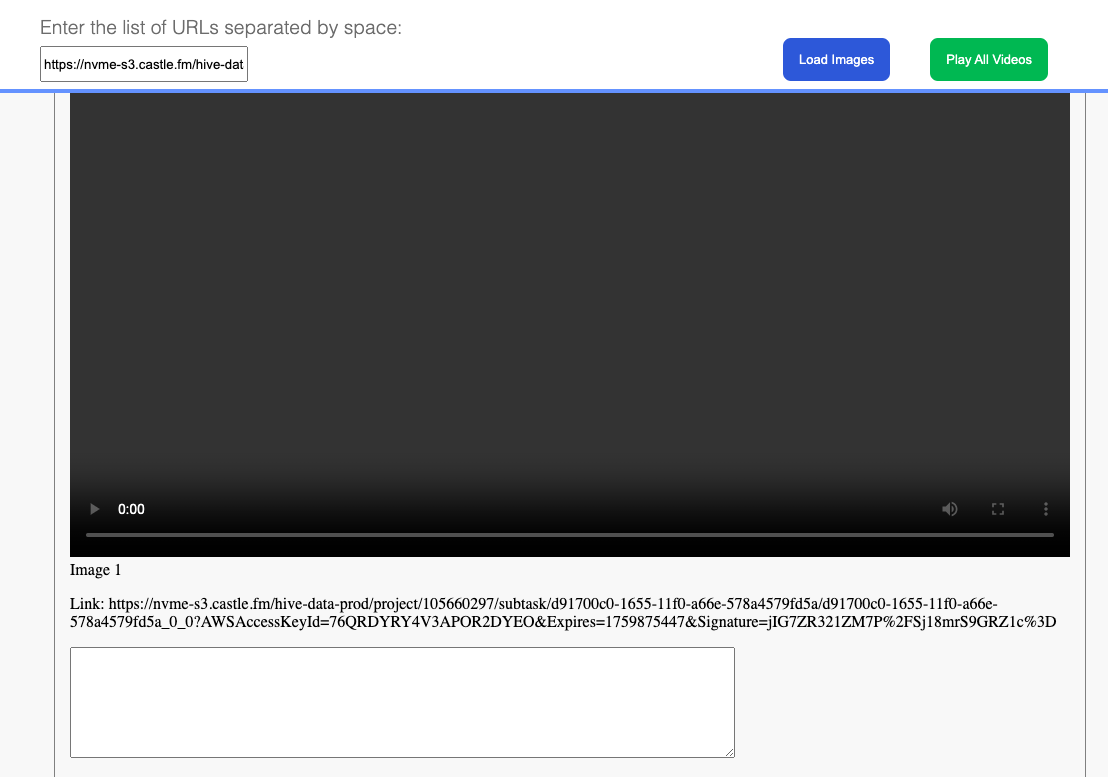 Enter the list of URLs separated by space:
https://nvme-s3.castle.fm/hive-dat
Load Images
Play All Videos
0:00
Image 1
Link: https://nvme-s3.castle.fm/hive-data-prod/project/105660297/subtask/d91700c0-1655-11f0-a66e-578a4579fd5a/d91700c0-1655-11f0-a66e-
578a4579fd5a_0_0?AWSAccessKeyId=76QRDYRY4V3APOR2DYEO&Expires=1759875447&Signature=jIG7ZR321ZM7P%2FSj18mrS9GRZ1c%3D